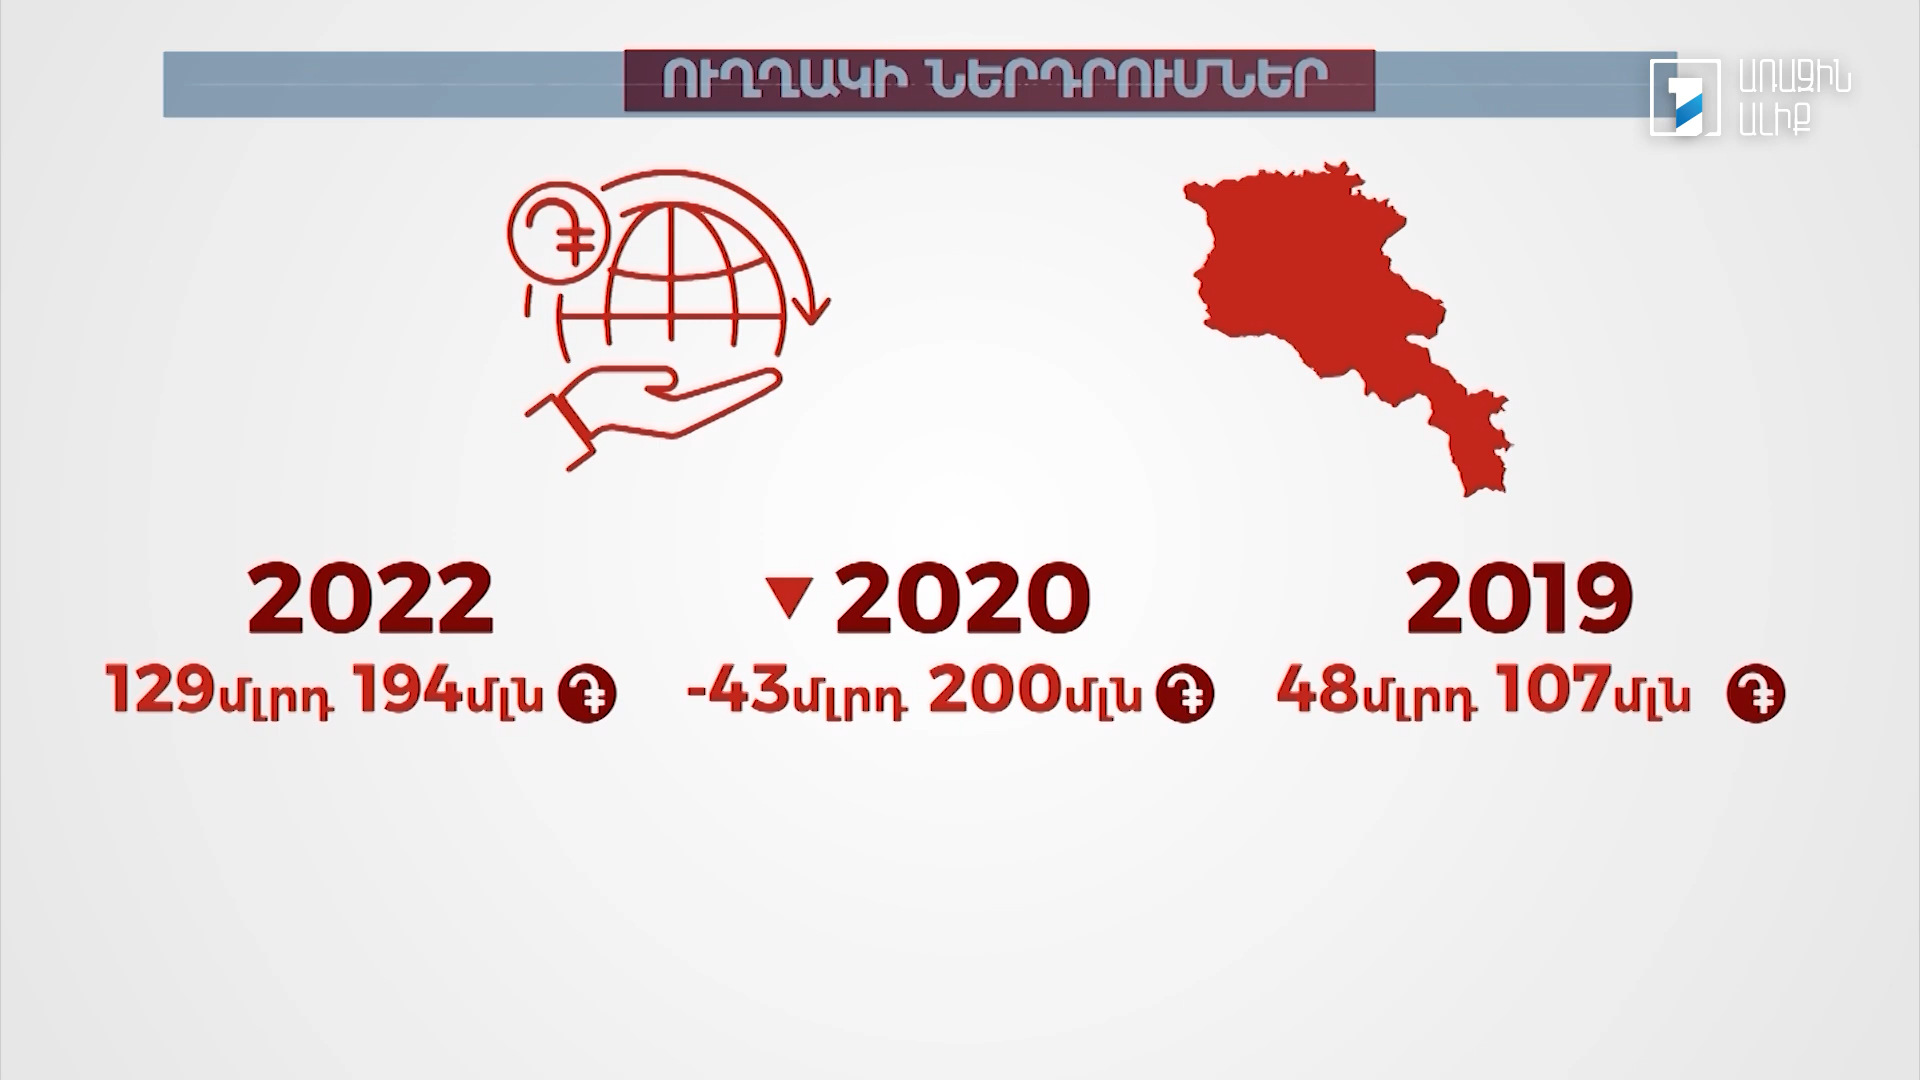 ՈՒՂՂԱԿԻ ՆԵՐԴՐՈՒՄՆԵՐ
ԱՌԱՋԻՆ
ԱԼԻՔ
2022
129մլրդ 194մլն ֏
2020
-43մլրդ 200մլն ֏
2019
48մլրդ 107մլն ֏